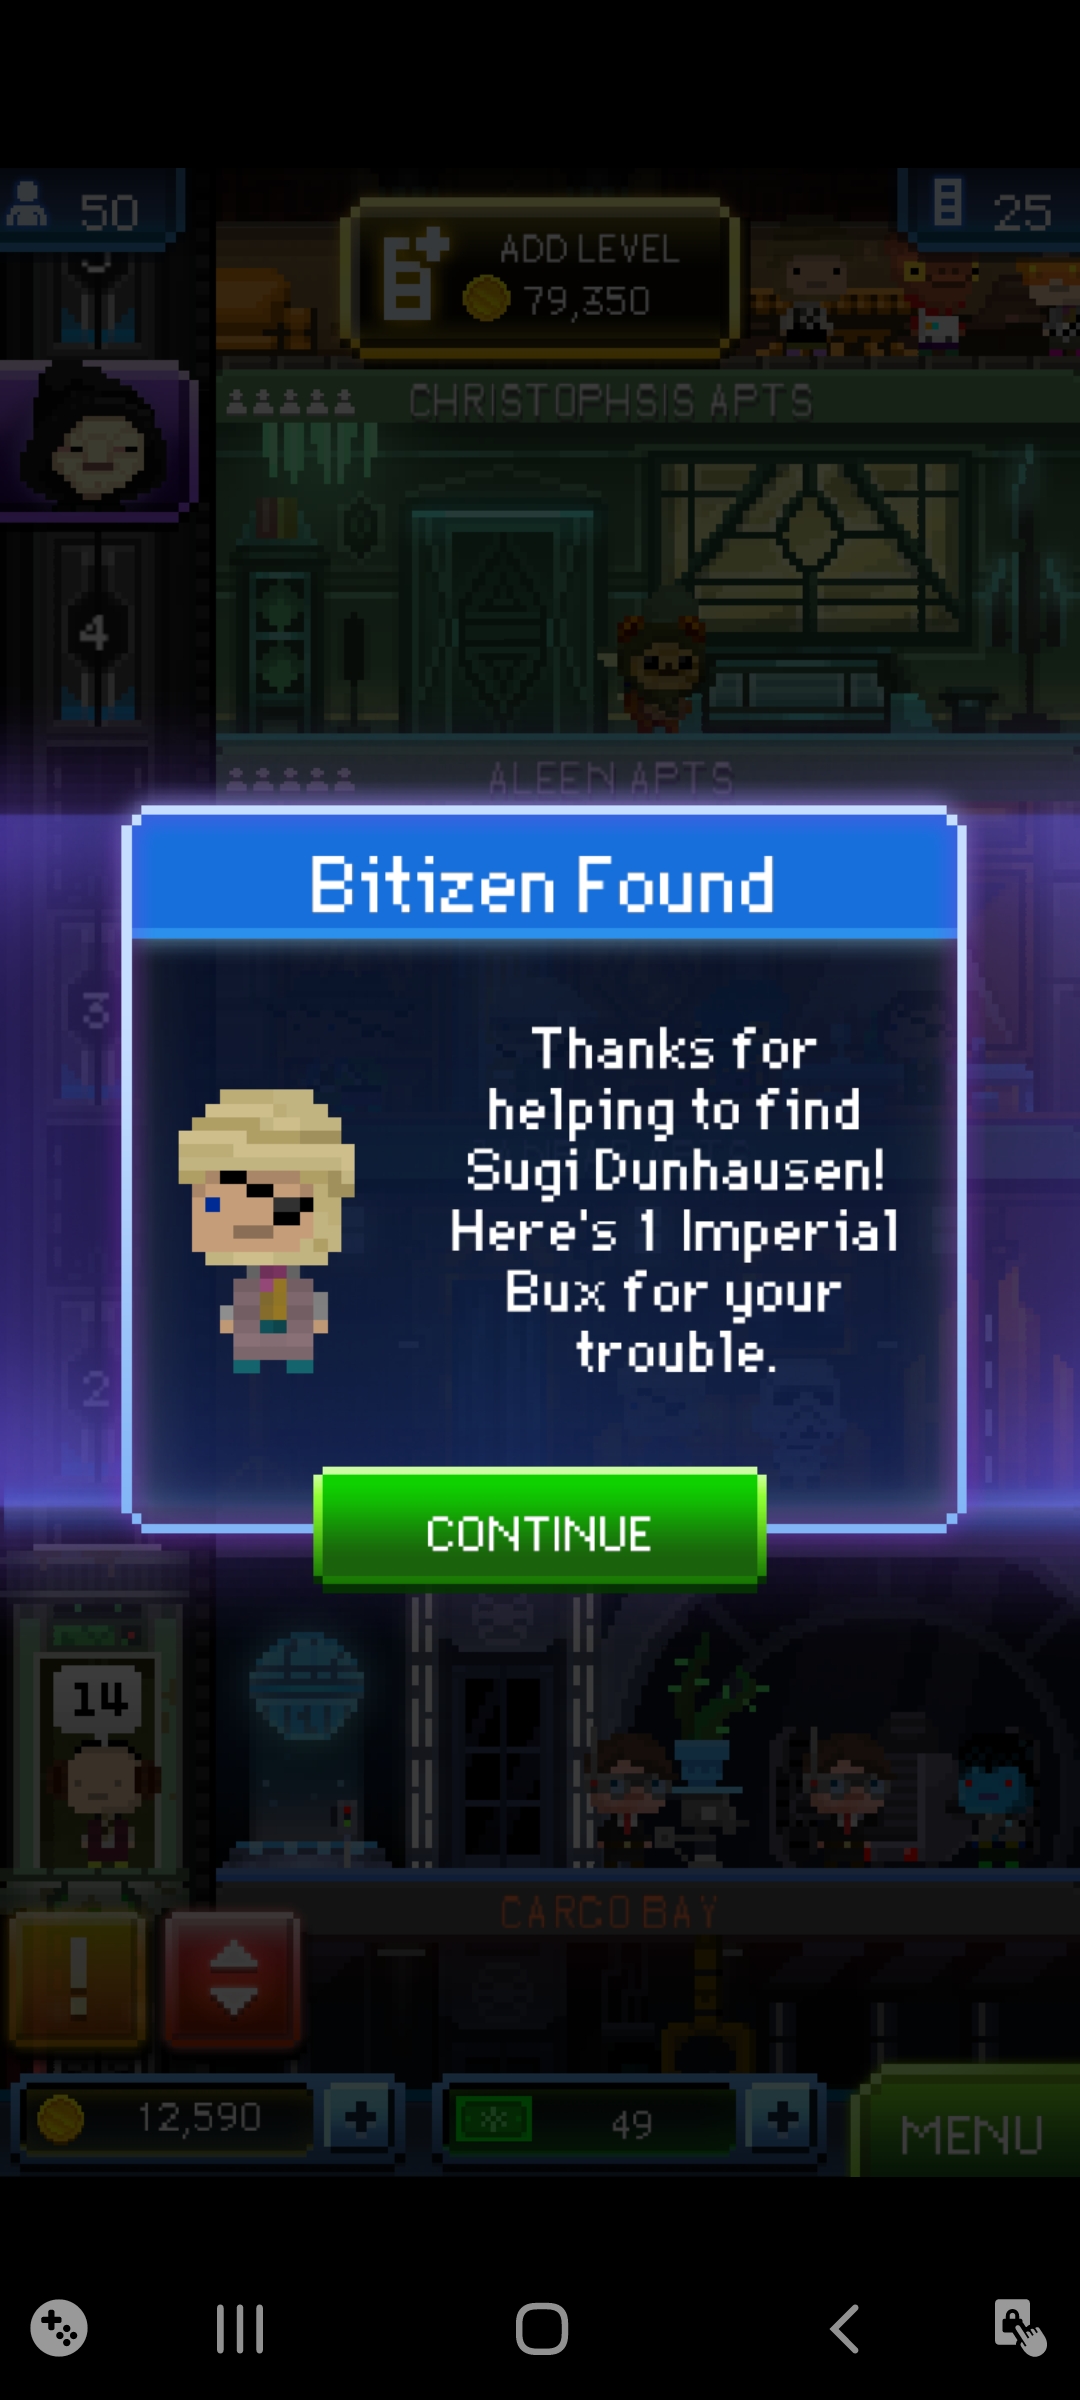 50
ADD LEVEL
79,350
25
CHRISTOPHSIS APTS
4
ALEEN APTS
Bitizen Found
3
Thanks for
helping to find
Sugi Dunhausen!
Here's 1 Imperial
Bux for your
trouble.
2
CONTINUE
14
CARGO BAY
!
12,590
49
MENU